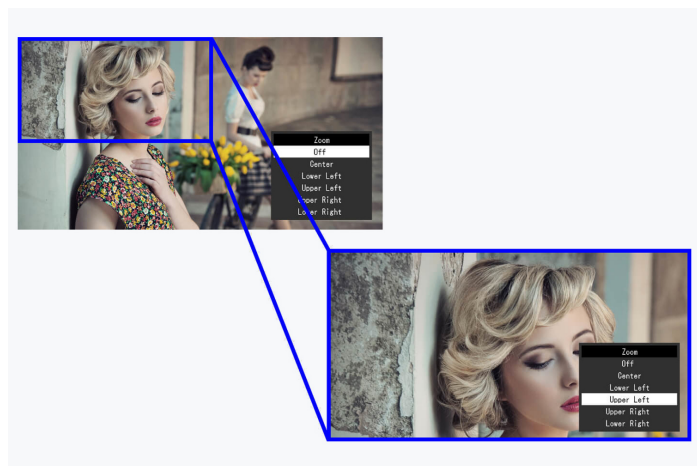 Zoom
Off
Center
Lower Left
Upper Left
Upper Right
Lower Right
Zoom
Off
Center
Lower Left
Upper Left
Upper Right
Lower Right